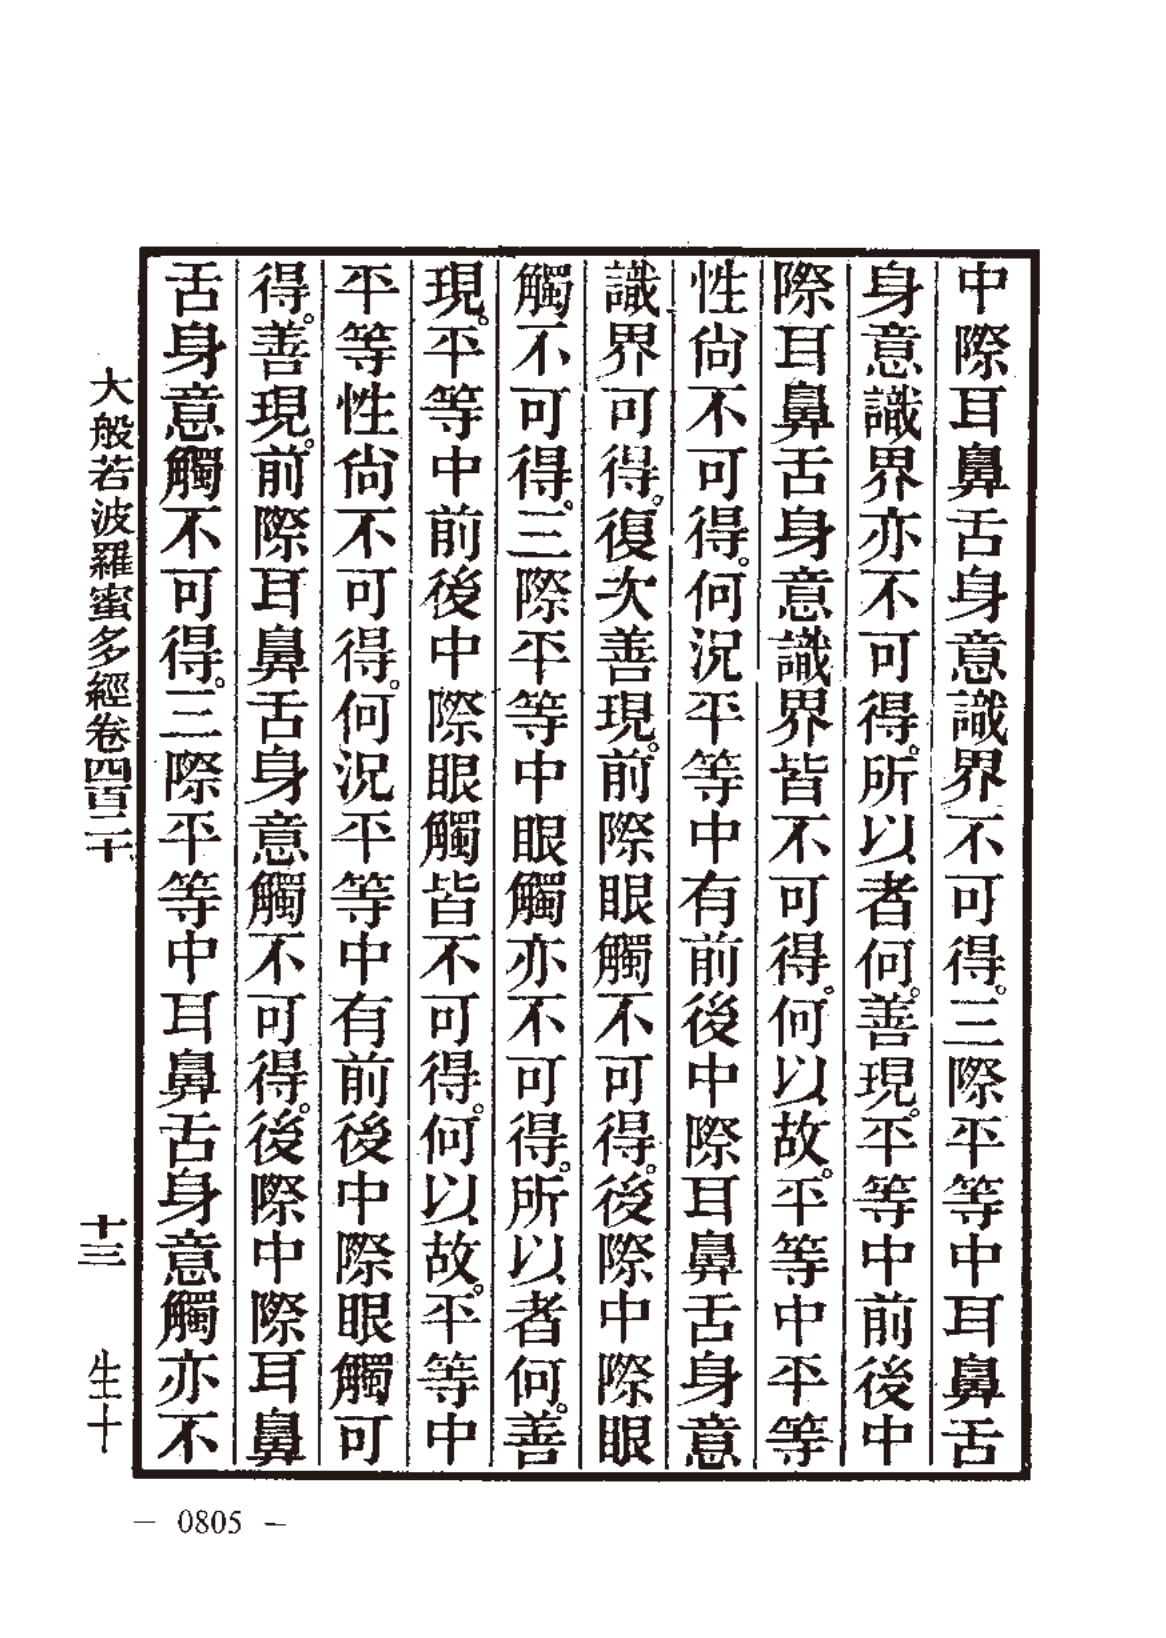 中際耳鼻舌身意識界不可得。三際平等中耳鼻舌
身意識界亦不可得。所以者何。善現。平等中前後中
際耳鼻舌身意識界皆不可得。何以故。平等中平等
性尙不可得。何況平等中有前後中際耳鼻舌身意
識界可得。復次善現。前際眼觸不可得。後際中際眼
觸不可得。三際平等中眼觸亦不可得。所以者何。善
現。平等中前後中際眼觸皆不可得。何以故。平等中
平等性尙不可得。何況平等中有前後中際眼觸可
得。善現。前際耳鼻舌身意觸不可得。後際中際耳鼻
舌身意觸不可得。三際平等中耳鼻舌身意觸亦不
大般若波羅蜜多經卷四百二十 十三 生十
— 0805 —